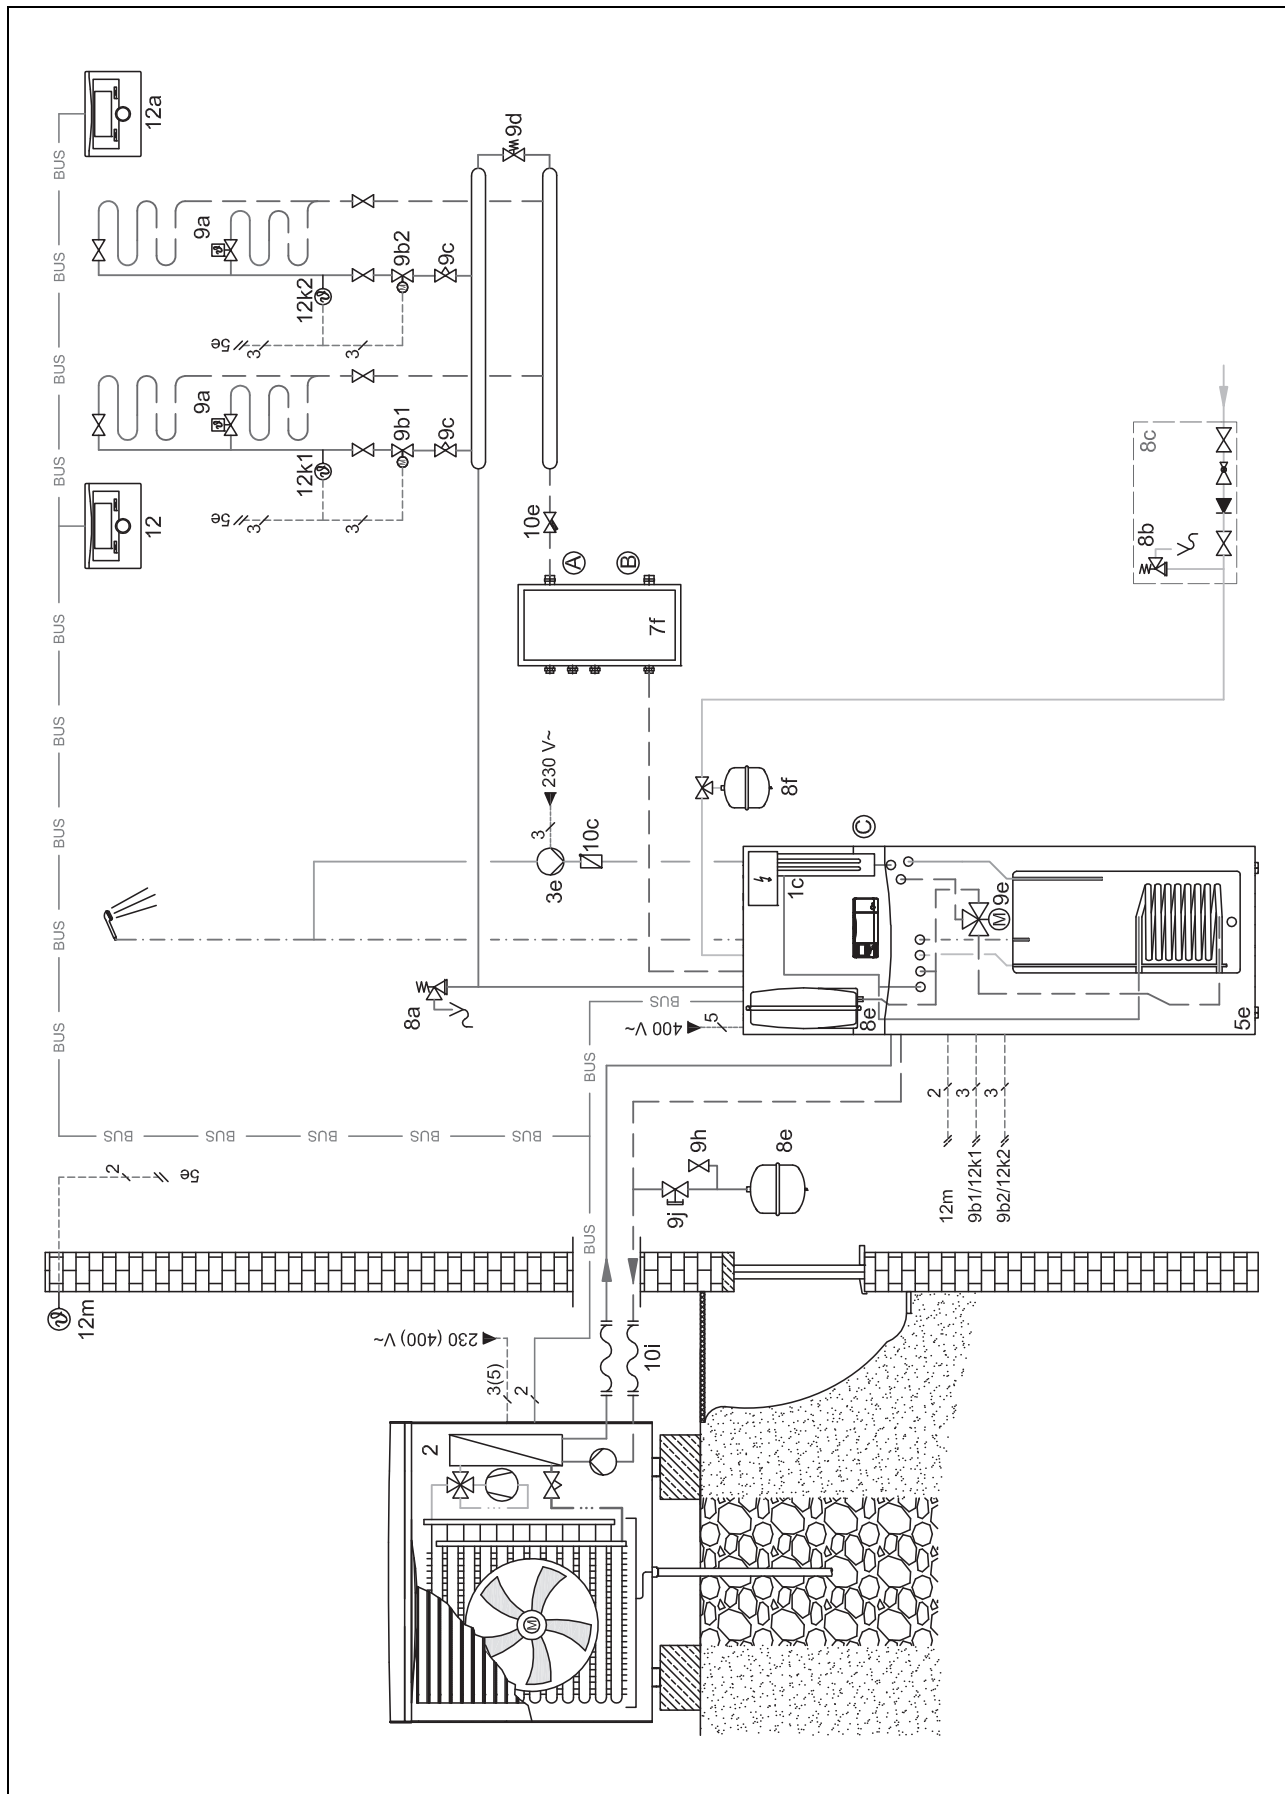 12a
BUS
BUS
BUS
BUS
BUS
BUS
BUS
BUS
BUS
9d
9a
9b2
9c
12k2
5e
3
3
9a
9b1
9c
12k1
5e
3
3
12
10e
A
B
7f
8c
8b
230 V~
3
3e
10c
8f
C
1c
M
9e
8e
5e
8a
BUS
400 V~
5
BUS
BUS
BUS
BUS
BUS
BUS
2
5e
9h
9j
8e
2
3
3
12m
9b1/12k1
9b2/12k2
BUS
12m
230 (400) V~
3(5)
2
10i
2
M
M
M